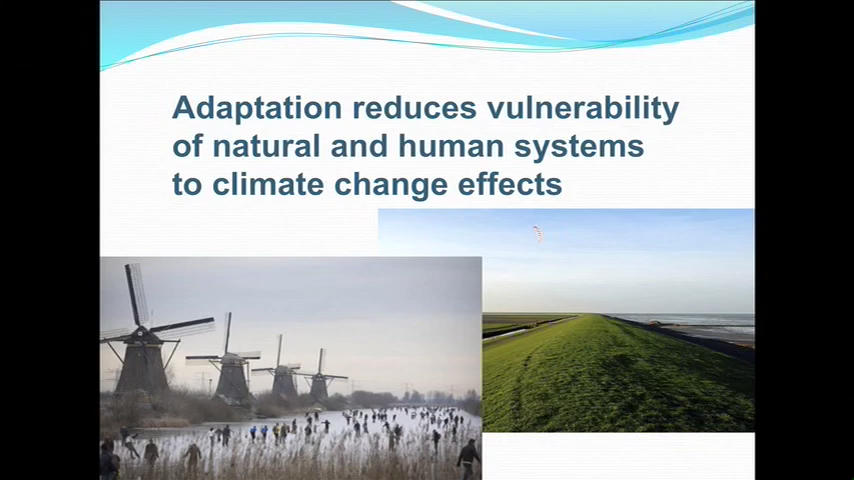 Adaptation reduces vulnerability
of natural and human systems
to climate change effects